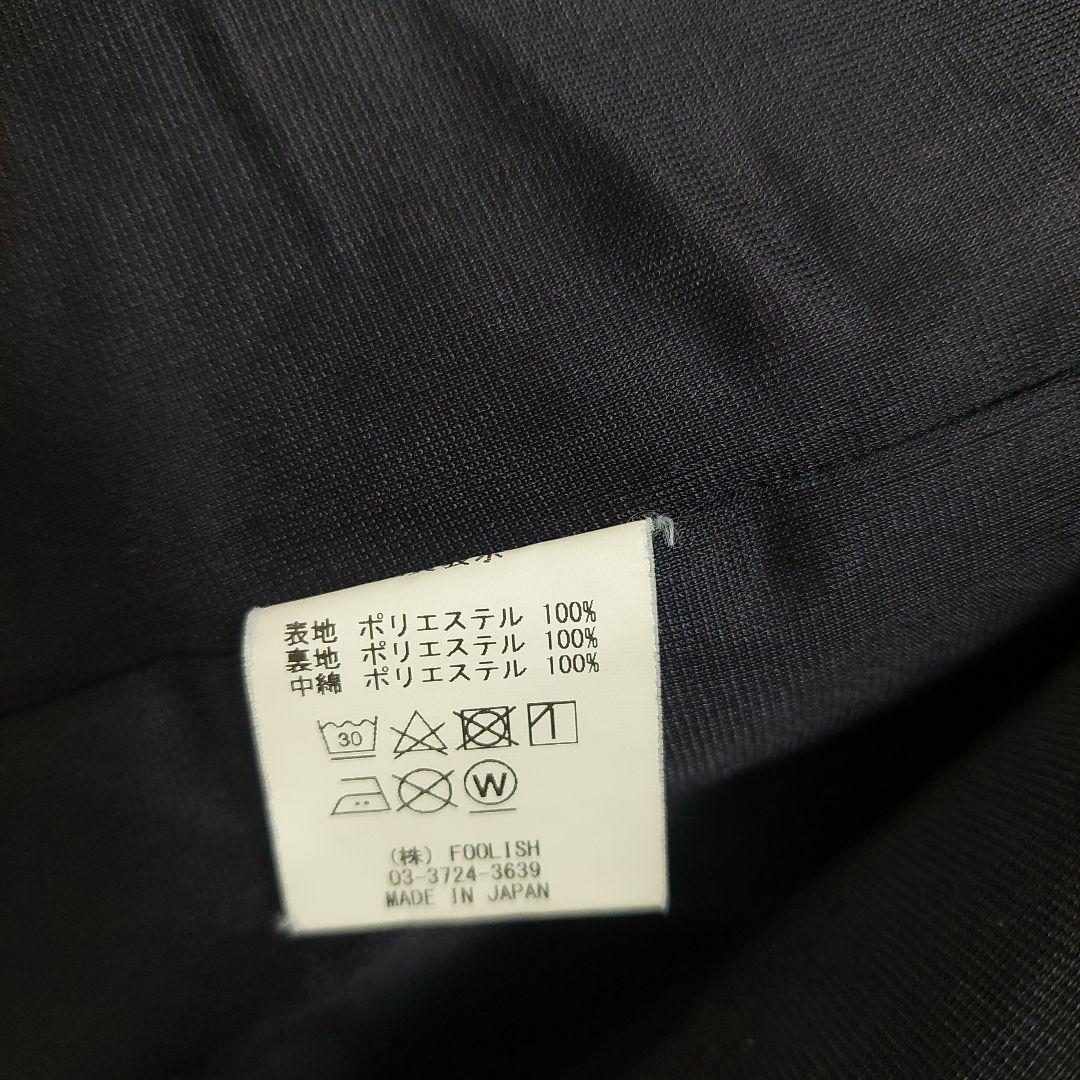 表地 ポリエステル 100%
裏地 ポリエステル 100%
中綿 ポリエステル 100%
30
W
(株) FOOLISH
03-3724-3639
MADE IN JAPAN